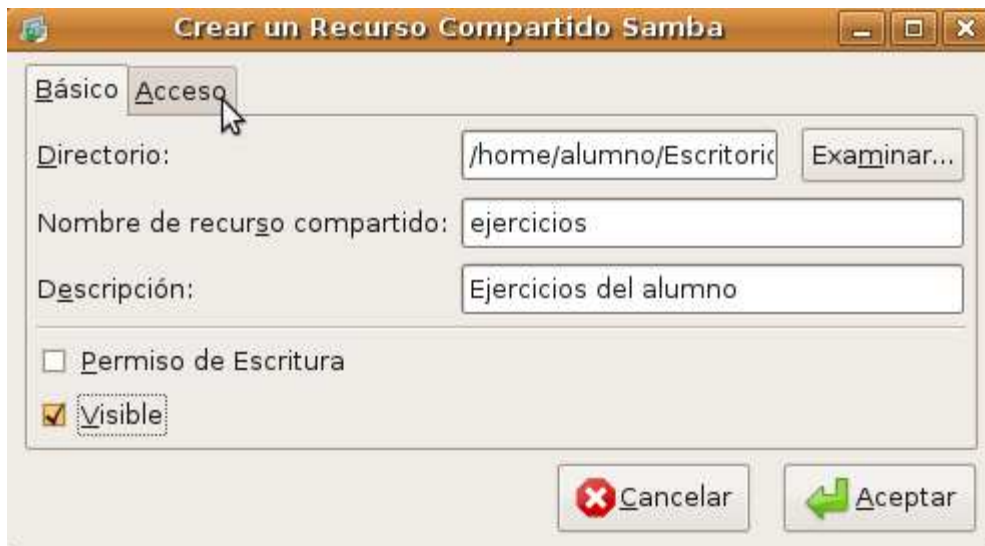 Crear un Recurso Compartido Samba
Básico Acceso
Directorio: /home/alumno/Escritorio Examinar...
Nombre de recurso compartido: ejercicios
Descripción: Ejercicios del alumno
Permiso de Escritura
Visible
Cancelar Aceptar